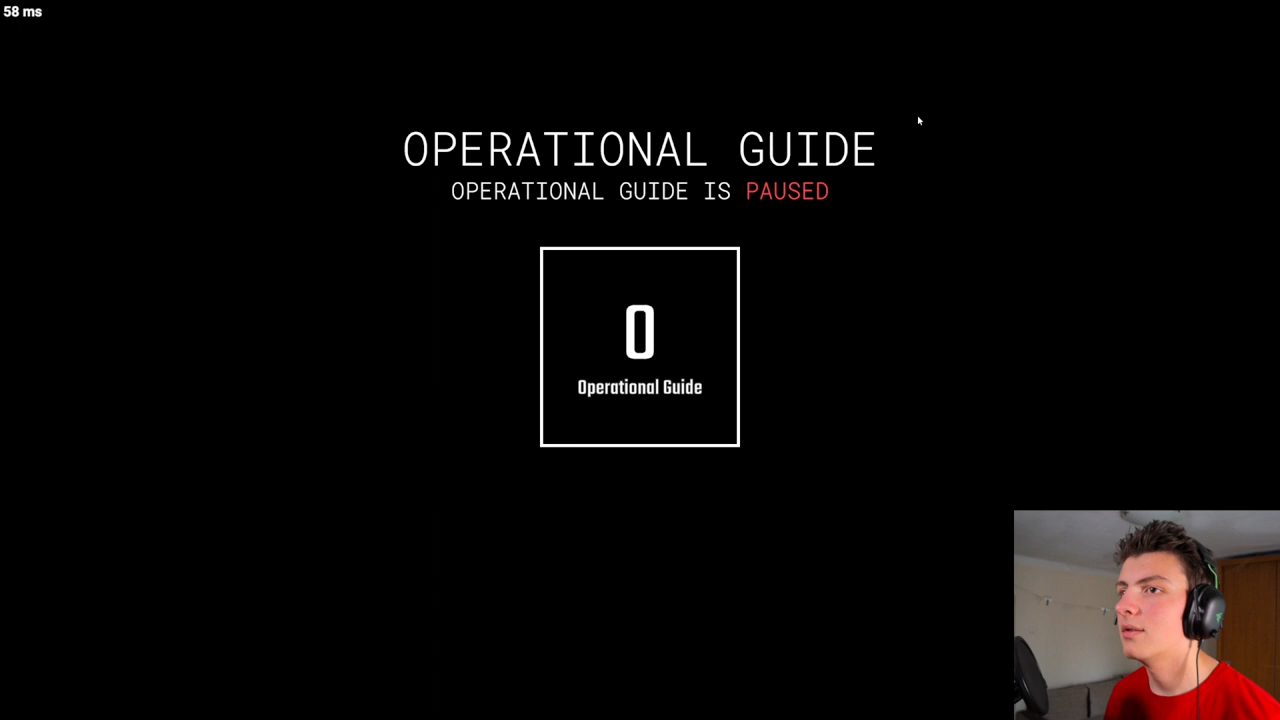 58 ms
OPERATIONAL GUIDE
OPERATIONAL GUIDE IS PAUSED
0
Operational Guide